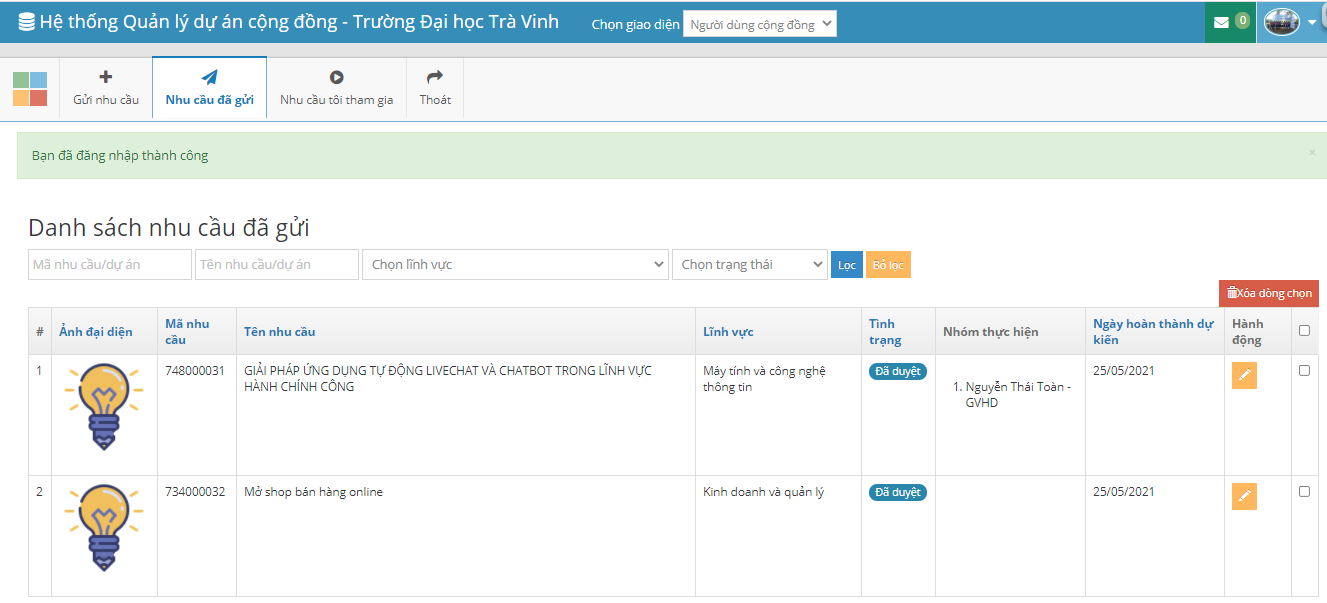 Hệ thống Quản lý dự án cộng đồng - Trường Đại học Trà Vinh
Chọn giao diện
Người dùng cộng đồng
0
Gửi nhu cầu
Nhu cầu đã gửi
Nhu cầu tôi tham gia
Thoát
Bạn đã đăng nhập thành công
×
Danh sách nhu cầu đã gửi
Mã nhu cầu/dự án
Tên nhu cầu/dự án
Chọn lĩnh vực
Chọn trạng thái
Lọc
Bỏ lọc
Xóa dòng chọn
#
Ảnh đại diện
Mã nhu
cầu
Tên nhu cầu
Lĩnh vực
Tình
trạng
Nhóm thực hiện
Ngày hoàn thành dự
kiến
Hành
động
1
748000031
GIẢI PHÁP ỨNG DỤNG TỰ ĐỘNG LIVECHAT VÀ CHATBOT TRONG LĨNH VỰC
HÀNH CHÍNH CÔNG
Máy tính và công nghệ
thông tin
Đã duyệt
1. Nguyễn Thái Toàn -
GVHD
25/05/2021
2
734000032
Mở shop bán hàng online
Kinh doanh và quản lý
Đã duyệt
25/05/2021